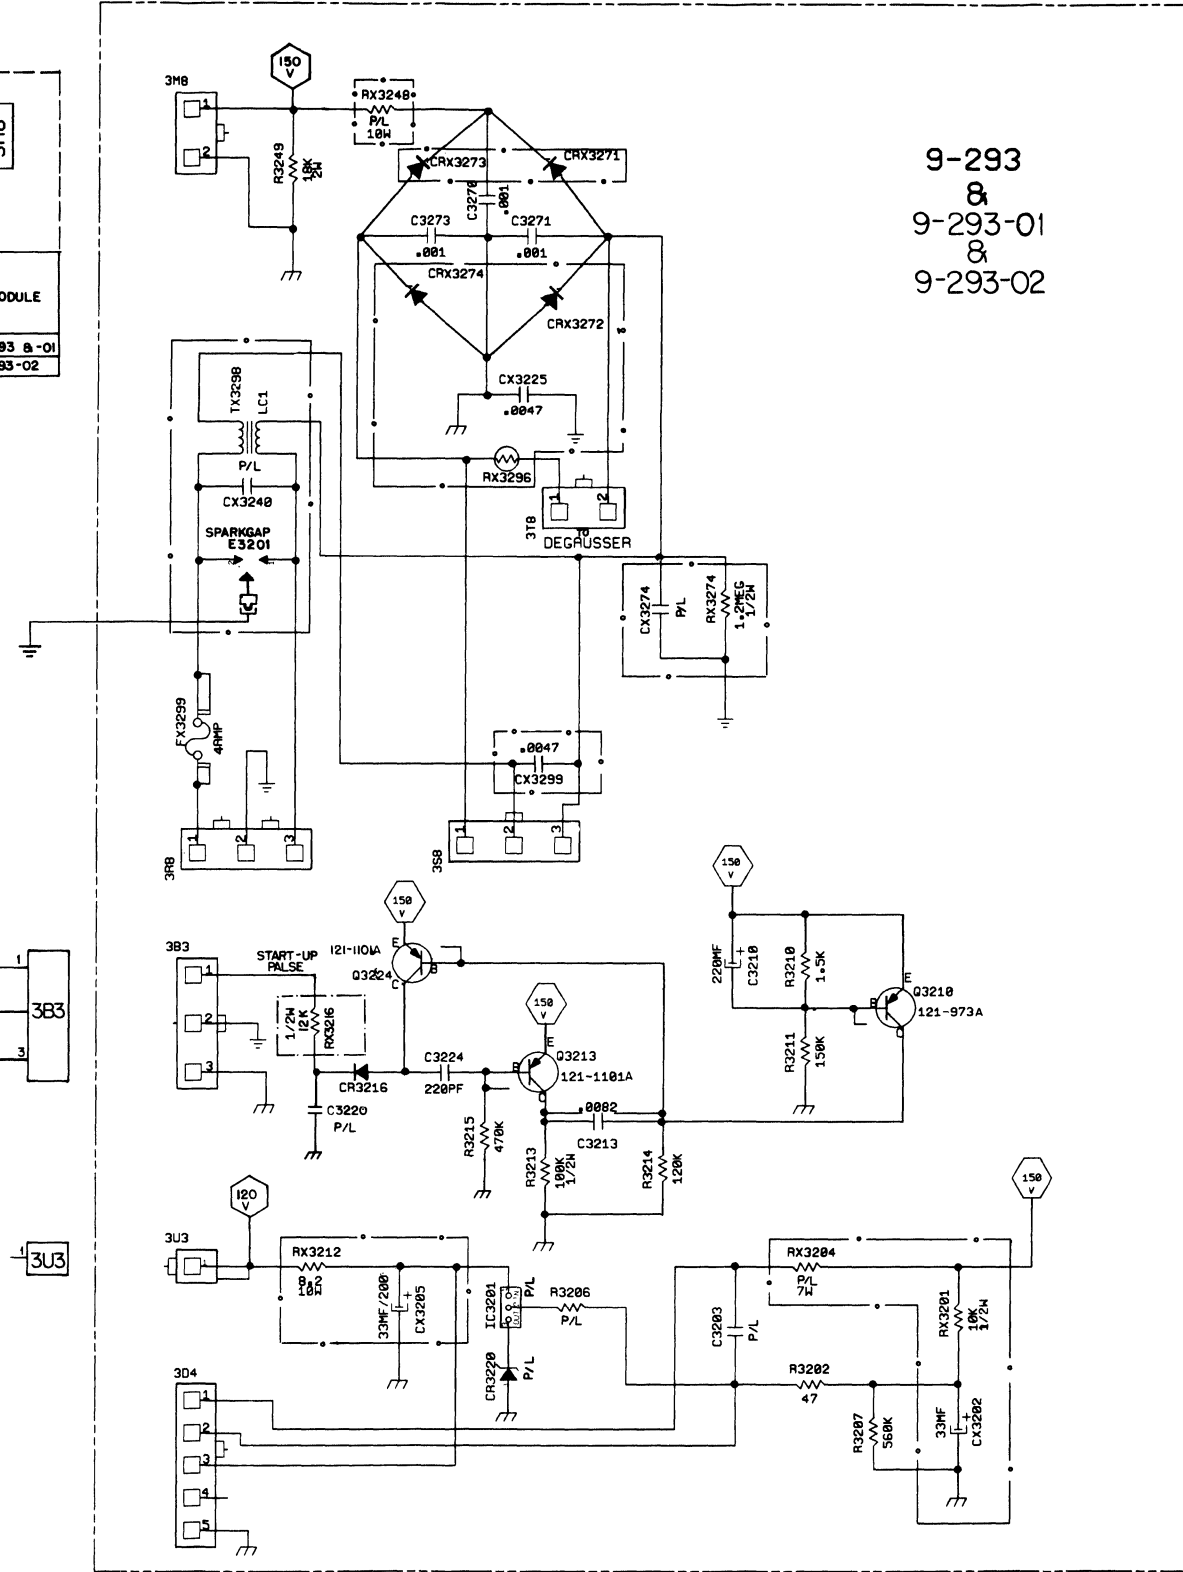 9-293
&
9-293-01
&
9-293-02
ODULE
93 & -01
93-02
3M8
1
2
150
V
R3249
18K
2W
RX3248
P/L
10W
CRX3273
CRX3271
C3270
.001
C3273
.001
C3271
.001
CRX3274
CRX3272
CX3225
.0047
RX3296
3T8
1
2
TO
DEGAUSSER
TX3298
LC1
P/L
CX3240
SPARKGAP
E3201
FX3299
4AMP
3R8
1
2
3
CX3274
P/L
RX3274
1.2MEG
1/2W
.0047
CX3299
3S8
1
2
3
3B3
1
2
3
START-UP
PALSE
1/2W
12K
RX3216
CR3216
C3220
P/L
150
V
121-1101A
Q3224
E
B
C
C3224
220PF
R3215
470K
150
V
E
B
C
Q3213
121-1101A
.0082
C3213
R3213
100K
1/2W
R3214
120K
150
V
220MF
+
C3210
R3210
1.5K
R3211
150K
E
B
C
Q3210
121-973A
1
3
3B3
1
3U3
120
V
3U3
1
RX3212
8.2
10W
33MF/200
+
CX3205
IC3201
P/L
OUT
IN
R3206
P/L
CR3220
P/L
C3203
P/L
RX3204
P/L
7W
150
V
RX3201
10K
1/2W
R3202
47
R3207
560K
33MF
+
CX3202
3D4
1
2
3
4
5